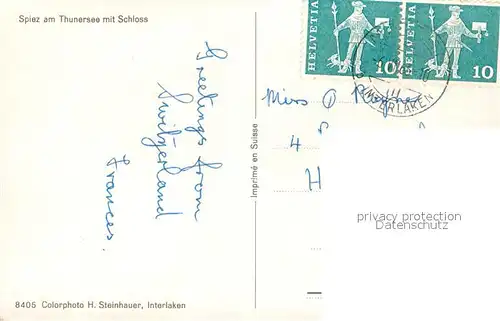 Spiez am Thunersee mit Schloss
Greetings from
Switzerland
Frances.
Imprimé en Suisse
HELVETIA 10
HELVETIA 10
INTERLAKEN
Miss
4
H
privacy protection
Datenschutz
8405 Colorphoto H. Steinhauer, Interlaken